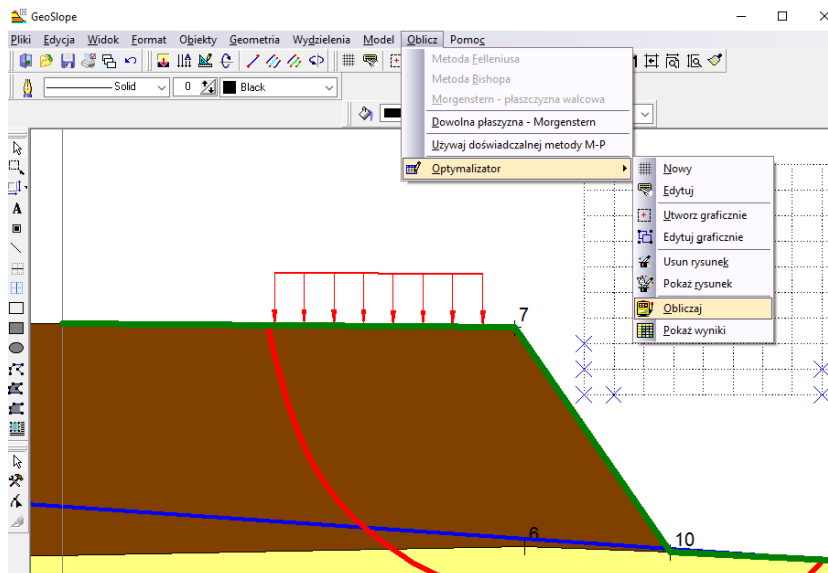 GeoSlope
Pliki Edycja Widok Format Obiekty Geometria Wydzielenia Model Oblicz Pomoc
Solid 0 Black
Metoda Felleniusa
Metoda Bishopa
Morgenstern - płaszczyzna walcowa
Dowolna płaszyzna - Morgenstern
Używaj doświadczalnej metody M-P
Optymalizator
Nowy
Edytuj
Utworz graficznie
Edytuj graficznie
Usun rysunek
Pokaż rysunek
Obliczaj
Pokaż wyniki
A
7
6
10